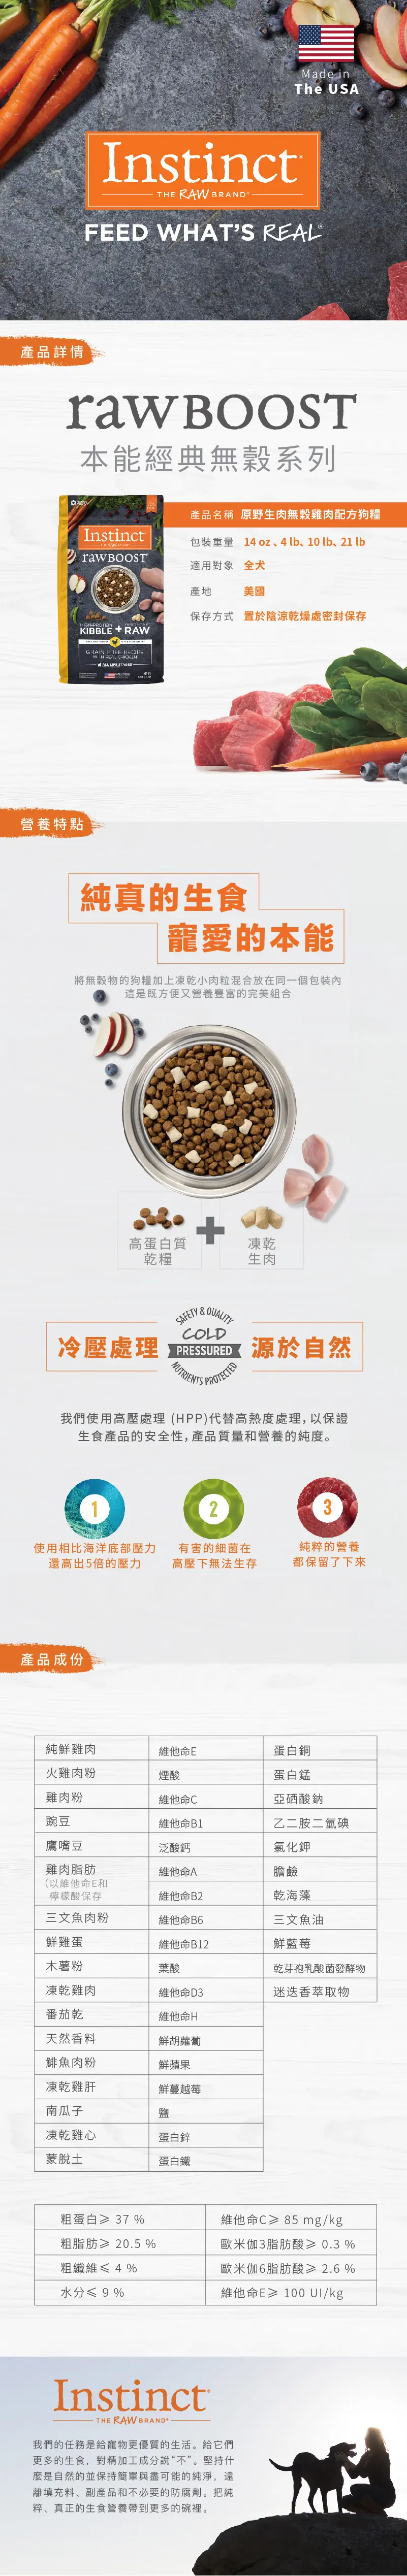 Made in
The USA
Instinct
THE RAW BRAND®
FEED WHAT'S REAL®
產品詳情
rawBOOST
本能經典無穀系列
Instinct
rawBOOST
KIBBLE + RAW
產品名稱 原野生肉無穀雞肉配方狗糧
包裝重量 14 oz 、4 lb、10 lb、21 lb
適用對象 全犬
產地 美國
保存方式 置於陰涼乾燥處密封保存
營養特點
純真的生食
寵愛的本能
將無穀物的狗糧加上凍乾小肉粒混合放在同一個包裝內
這是既方便又營養豐富的完美組合
高蛋白質
乾糧
凍乾
生肉
冷壓處理
SAFETY & QUALITY
COLD
PRESSURED
NUTRIENTS PROTECTED
源於自然
我們使用高壓處理 (HPP)代替高熱度處理，以保證
生食產品的安全性，產品質量和營養的純度。
1
使用相比海洋底部壓力
還高出5倍的壓力
2
有害的細菌在
高壓下無法生存
3
純粹的營養
都保留了下來
產品成份
純鮮雞肉 維他命E 蛋白銅
火雞肉粉 煙酸 蛋白錳
雞肉粉 維他命C 亞硒酸鈉
豌豆 維他命B1 乙二胺二氫碘
鷹嘴豆 泛酸鈣 氯化鉀
雞肉脂肪 維他命A 膽鹼
（以維他命E和
檸檬酸保存 維他命B2 乾海藻
三文魚肉粉 維他命B6 三文魚油
鮮雞蛋 維他命B12 鮮藍莓
木薯粉 葉酸 乾芽孢乳酸菌發酵物
凍乾雞肉 維他命D3 迷迭香萃取物
番茄乾 維他命H
天然香料 鮮胡蘿蔔
鯡魚肉粉 鮮蘋果
凍乾雞肝 鮮蔓越莓
南瓜子 鹽
凍乾雞心 蛋白鋅
蒙脫土 蛋白鐵
粗蛋白≥ 37 % 維他命C≥ 85 mg/kg
粗脂肪≥ 20.5 % 歐米伽3脂肪酸≥ 0.3 %
粗纖維≤ 4 % 歐米伽6脂肪酸≥ 2.6 %
水分≤ 9 % 維他命E≥ 100 UI/kg
Instinct
THE RAW BRAND®
我們的任務是給寵物更優質的生活。給它們
更多的生食，對精加工成分說“不”。堅持什
麼是自然的並保持簡單與盡可能的純淨，遠
離填充料、副產品和不必要的防腐劑。把純
粹、真正的生食營養帶到更多的碗裡。